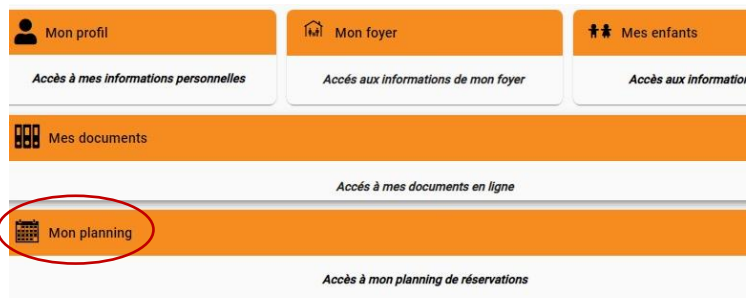 Mon profil
Mon foyer
Mes enfants
Accès à mes informations personnelles
Accés aux informations de mon foyer
Accès aux information
Mes documents
Accés à mes documents en ligne
Mon planning
Accès à mon planning de réservations